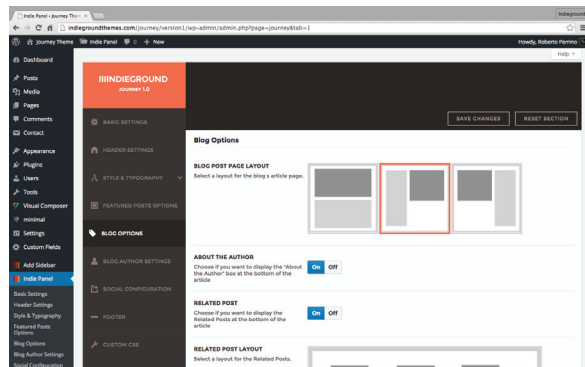 Indie Panel - Journey Them
Indieground
indiegroundthemes.com/journey/version1/wp-admin/admin.php?page=journey&tab=1
Journey Theme
Indie Panel
0
+ New
Howdy, Roberto Perrino
Help
Dashboard
Posts
Media
Pages
Comments
Contact
Appearance
Plugins
Users
Tools
Visual Composer
minimal
Settings
Custom Fields
Add Sidebar
Indie Panel
Basic Settings
Header Settings
Style & Typography
Featured Posts
Options
Blog Options
Blog Author Settings
Social Configuration
IIINDIEGROUND
JOURNEY 1.0
BASIC SETTINGS
HEADER SETTINGS
STYLE & TYPOGRAPHY
FEATURED POSTS OPTIONS
BLOG OPTIONS
BLOG AUTHOR SETTINGS
SOCIAL CONFIGURATION
FOOTER
CUSTOM CSS
SAVE CHANGES
RESET SECTION
Blog Options
BLOG POST PAGE LAYOUT
Select a layout for the blog s article page.
ABOUT THE AUTHOR
Choose if you want to display the "About
the Author" box at the bottom of the
article
On Off
RELATED POST
Choose if you want to display the
Related Posts at the bottom of the
article
On Off
RELATED POST LAYOUT
Select a layout for the Related Posts.